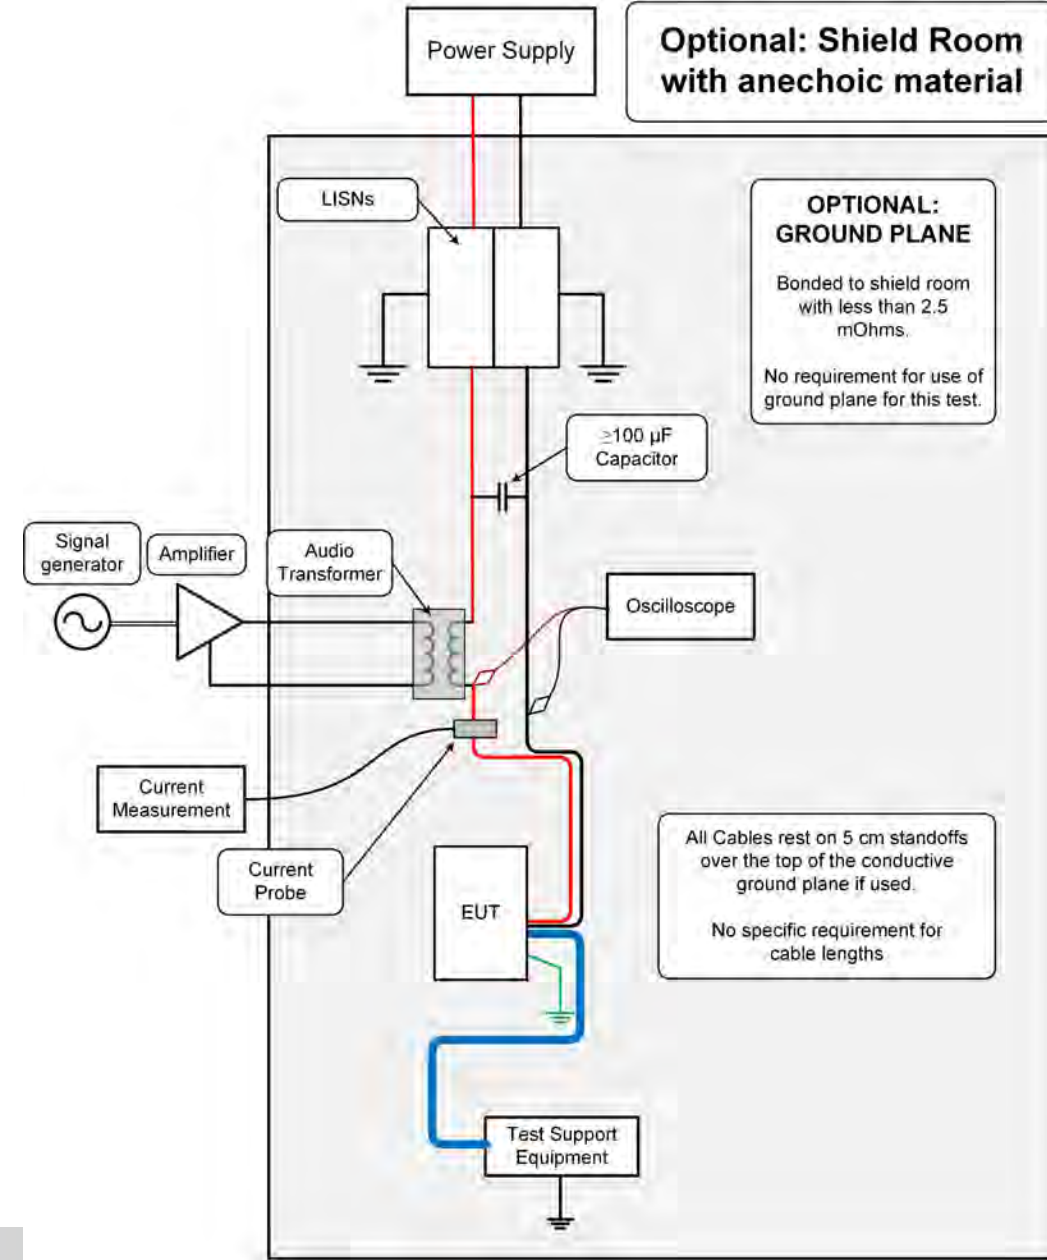 Power Supply
Optional: Shield Room
with anechoic material
LISNs
OPTIONAL:
GROUND PLANE
Bonded to shield room
with less than 2.5
mOhms.
No requirement for use of
ground plane for this test.
≥100 µF
Capacitor
Signal
generator
Amplifier
Audio
Transformer
Oscilloscope
Current
Measurement
Current
Probe
EUT
All Cables rest on 5 cm standoffs
over the top of the conductive
ground plane if used.
No specific requirement for
cable lengths
Test Support
Equipment